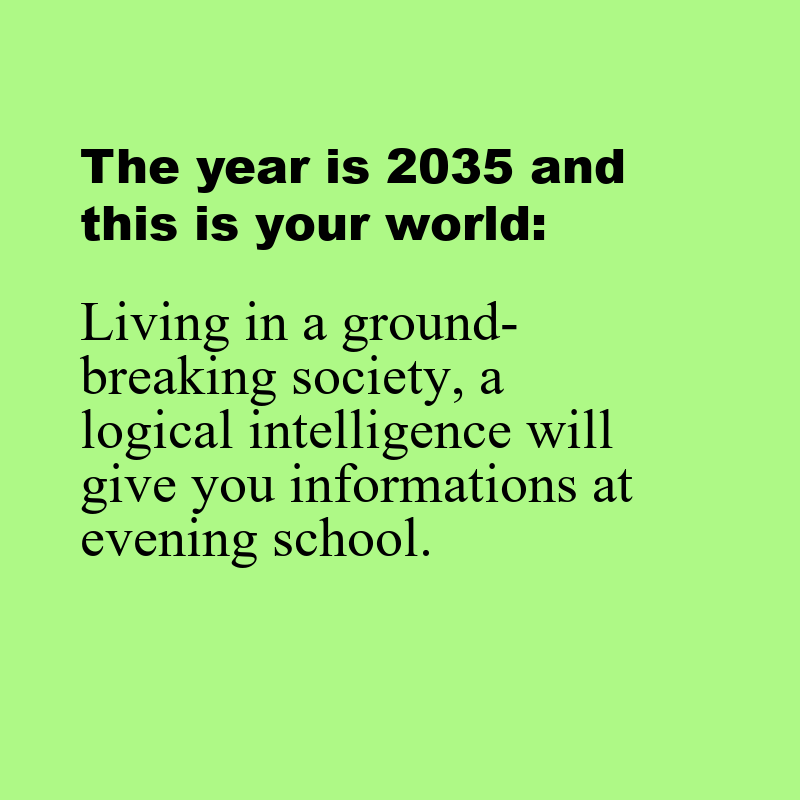 The year is 2035 and
this is your world:
Living in a ground-
breaking society, a
logical intelligence will
give you informations at
evening school.